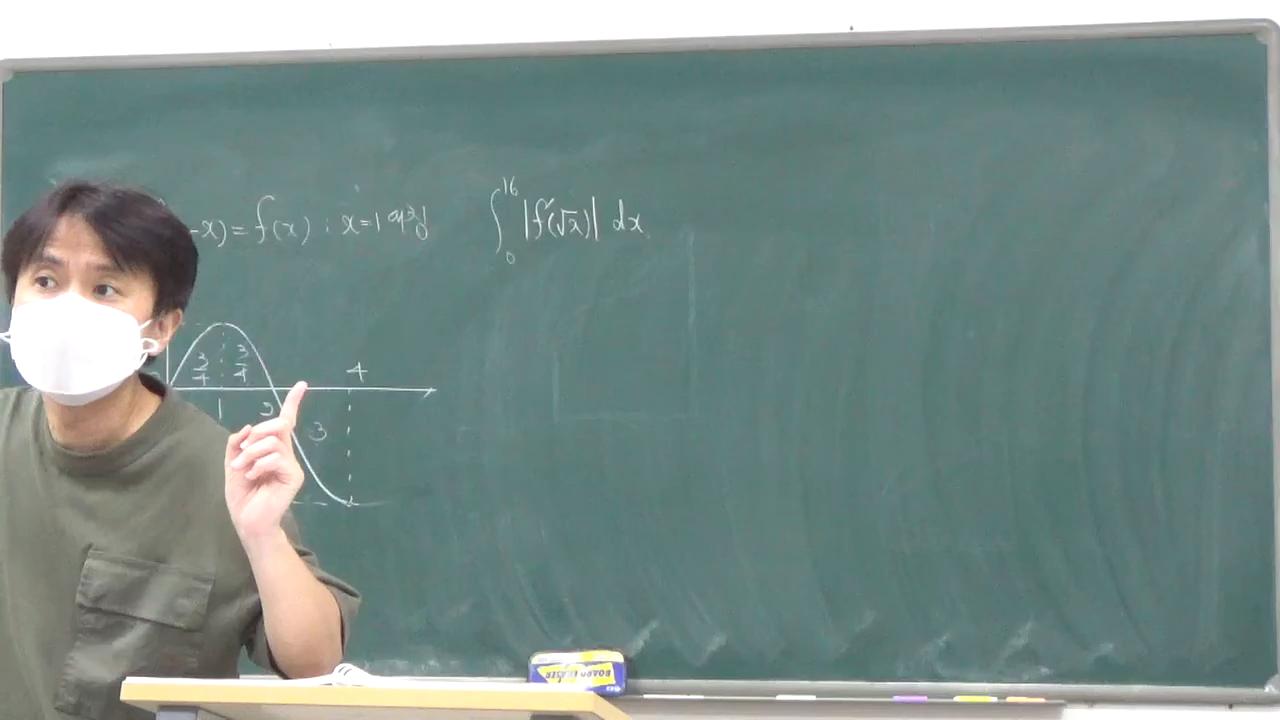 -x) = f(x) : x=1 대칭
∫₀¹⁶ |f(√x)| dx
3/4 3/4 4
1 2
3
BOARD ERASER